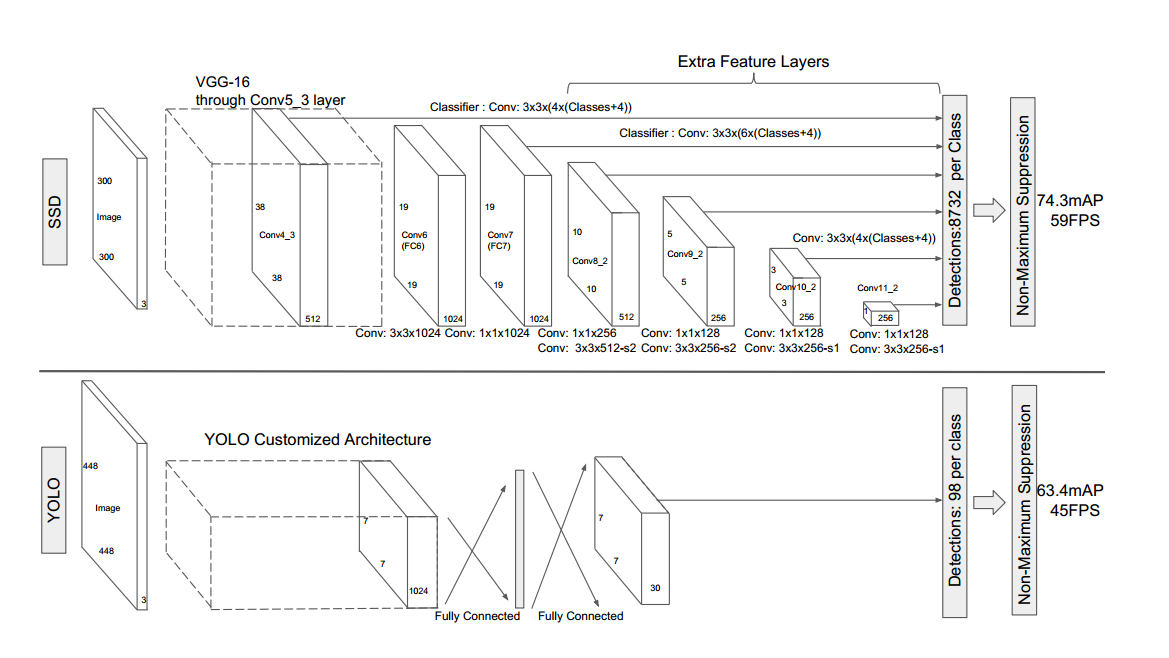 Extra Feature Layers
VGG-16
through Conv5_3 layer
Classifier : Conv: 3x3x(4x(Classes+4))
Classifier : Conv: 3x3x(6x(Classes+4))
SSD
300
Image
300
3
38
Conv4_3
38
512
19
Conv6
(FC6)
19
1024
19
Conv7
(FC7)
19
1024
10
Conv8_2
10
512
5
Conv9_2
5
256
Conv: 3x3x(4x(Classes+4))
3
Conv10_2
3
256
Conv11_2
1
256
Conv: 3x3x1024
Conv: 1x1x1024
Conv: 1x1x256
Conv: 3x3x512-s2
Conv: 1x1x128
Conv: 3x3x256-s2
Conv: 1x1x128
Conv: 3x3x256-s1
Conv: 1x1x128
Conv: 3x3x256-s1
Detections:8732 per Class
Non-Maximum Suppression
74.3mAP
59FPS
YOLO
448
Image
448
3
YOLO Customized Architecture
7
7
1024
Fully Connected
Fully Connected
7
7
30
Detections: 98 per class
Non-Maximum Suppression
63.4mAP
45FPS